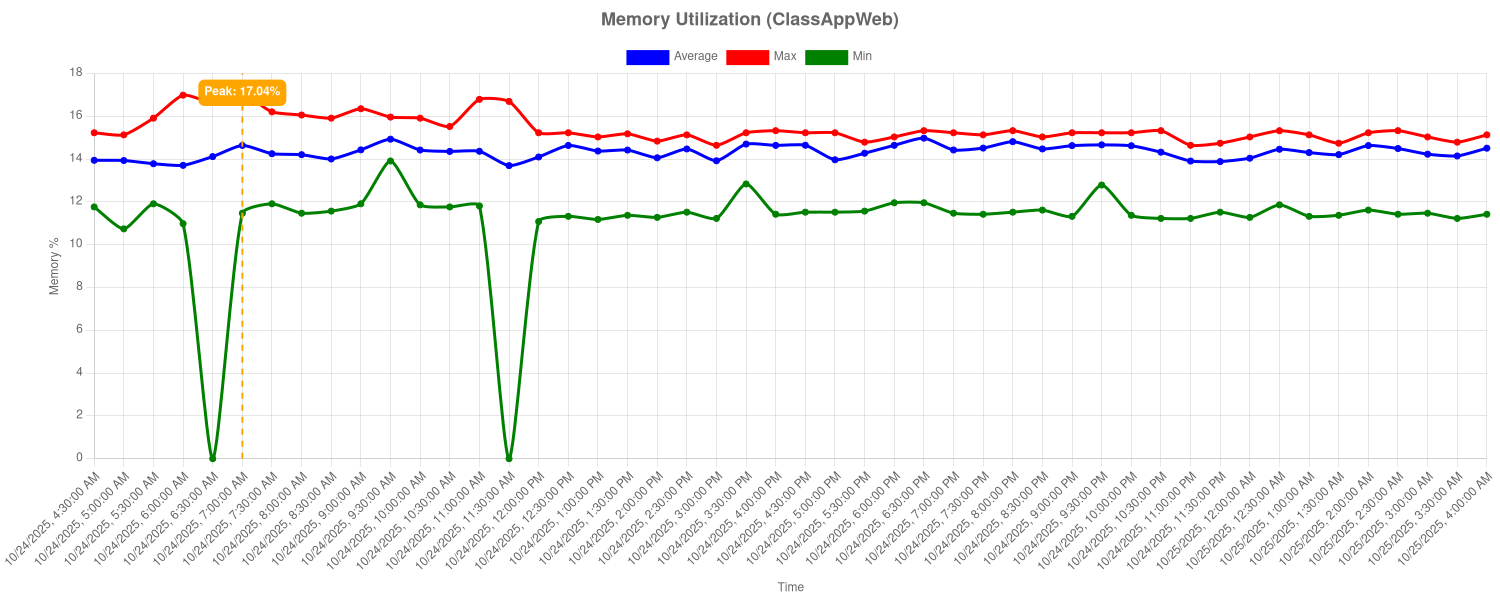 Memory Utilization (ClassAppWeb)
Average Max Min
Peak: 17.04%
Memory %
18
16
14
12
10
8
6
4
2
0
10/24/2025, 4:30:00 AM
10/24/2025, 5:00:00 AM
10/24/2025, 5:30:00 AM
10/24/2025, 6:00:00 AM
10/24/2025, 6:30:00 AM
10/24/2025, 7:00:00 AM
10/24/2025, 7:30:00 AM
10/24/2025, 8:00:00 AM
10/24/2025, 8:30:00 AM
10/24/2025, 9:00:00 AM
10/24/2025, 9:30:00 AM
10/24/2025, 10:00:00 AM
10/24/2025, 10:30:00 AM
10/24/2025, 11:00:00 AM
10/24/2025, 11:30:00 AM
10/24/2025, 12:00:00 PM
10/24/2025, 12:30:00 PM
10/24/2025, 1:00:00 PM
10/24/2025, 1:30:00 PM
10/24/2025, 2:00:00 PM
10/24/2025, 2:30:00 PM
10/24/2025, 3:00:00 PM
10/24/2025, 3:30:00 PM
10/24/2025, 4:00:00 PM
10/24/2025, 4:30:00 PM
10/24/2025, 5:00:00 PM
10/24/2025, 5:30:00 PM
10/24/2025, 6:00:00 PM
10/24/2025, 6:30:00 PM
10/24/2025, 7:00:00 PM
10/24/2025, 7:30:00 PM
10/24/2025, 8:00:00 PM
10/24/2025, 8:30:00 PM
10/24/2025, 9:00:00 PM
10/24/2025, 9:30:00 PM
10/24/2025, 10:00:00 PM
10/24/2025, 10:30:00 PM
10/24/2025, 11:00:00 PM
10/24/2025, 11:30:00 PM
10/25/2025, 12:00:00 AM
10/25/2025, 12:30:00 AM
10/25/2025, 1:00:00 AM
10/25/2025, 1:30:00 AM
10/25/2025, 2:00:00 AM
10/25/2025, 2:30:00 AM
10/25/2025, 3:00:00 AM
10/25/2025, 3:30:00 AM
10/25/2025, 4:00:00 AM
Time